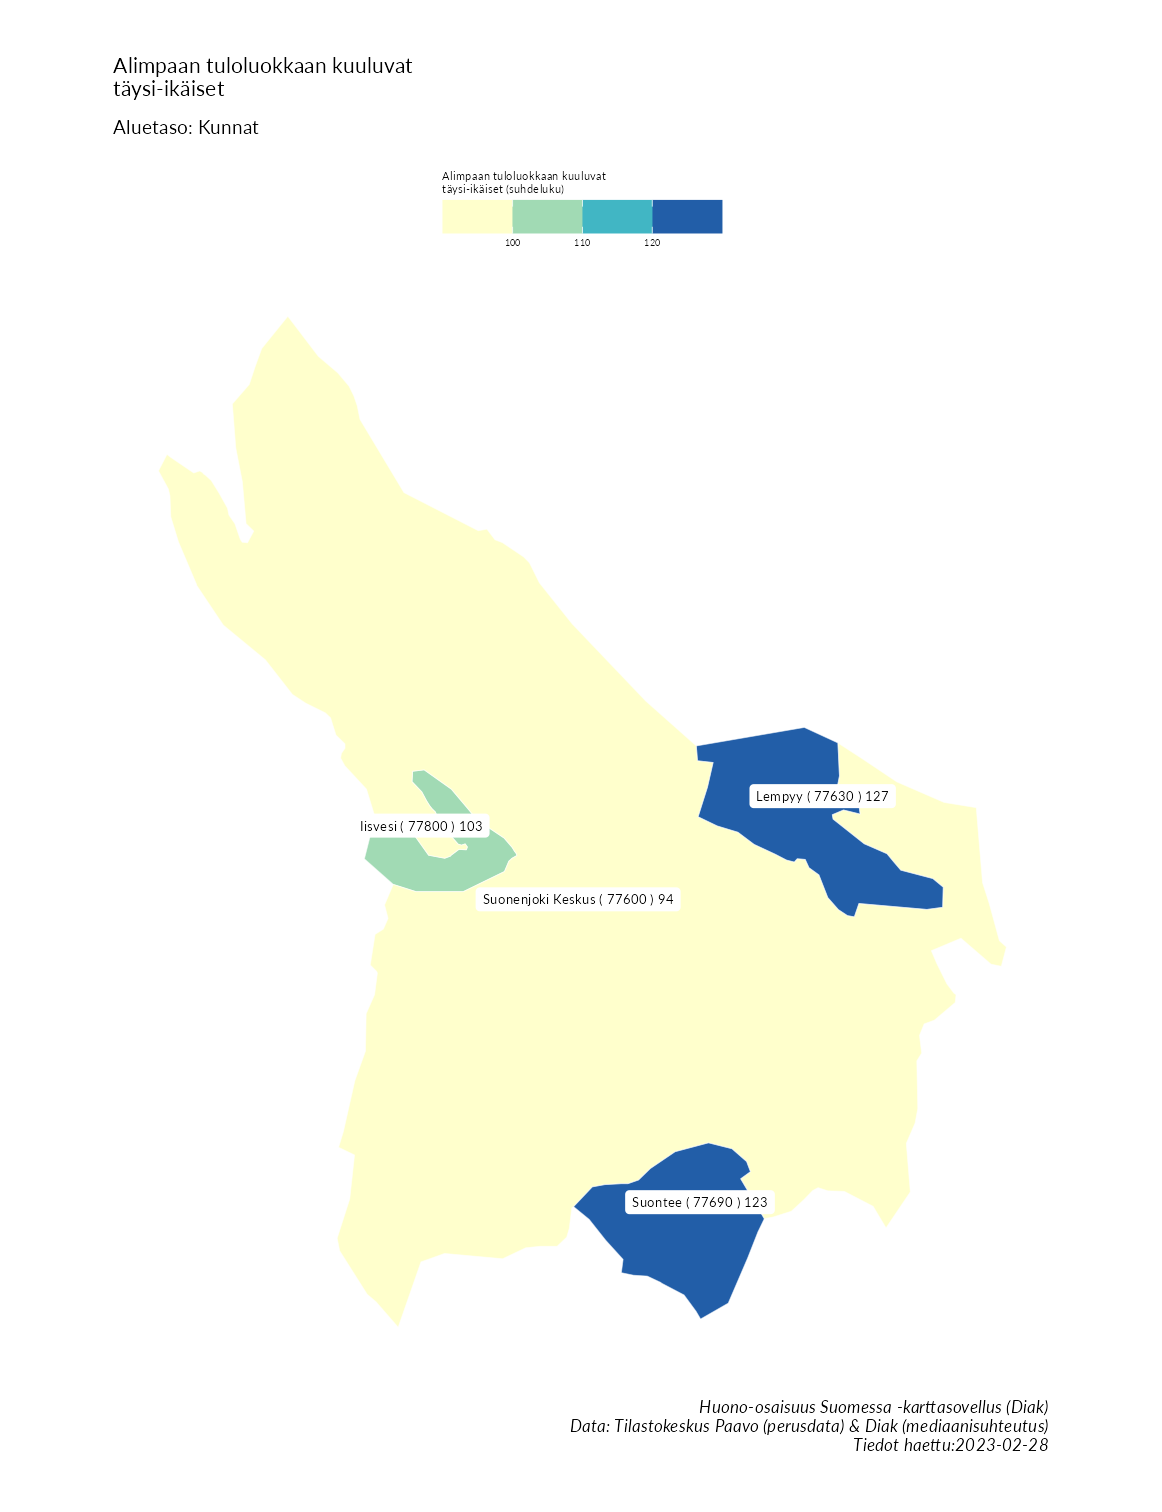 Alimpaan tuloluokkaan kuuluvat
täysi-ikäiset
Aluetaso: Kunnat
Alimpaan tuloluokkaan kuuluvat
täysi-ikäiset (suhdeluku)
100 110 120
Lempyy ( 77630 ) 127
Iisvesi ( 77800 ) 103
Suonenjoki Keskus ( 77600 ) 94
Suontee ( 77690 ) 123
Huono-osaisuus Suomessa -karttasovellus (Diak)
Data: Tilastokeskus Paavo (perusdata) & Diak (mediaanisuhteutus)
Tiedot haettu:2023-02-28